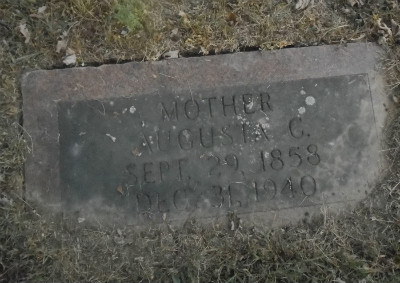 MOTHER
AUGUSTA C.
SEPT. 29, 1858
DEC. 31, 1940